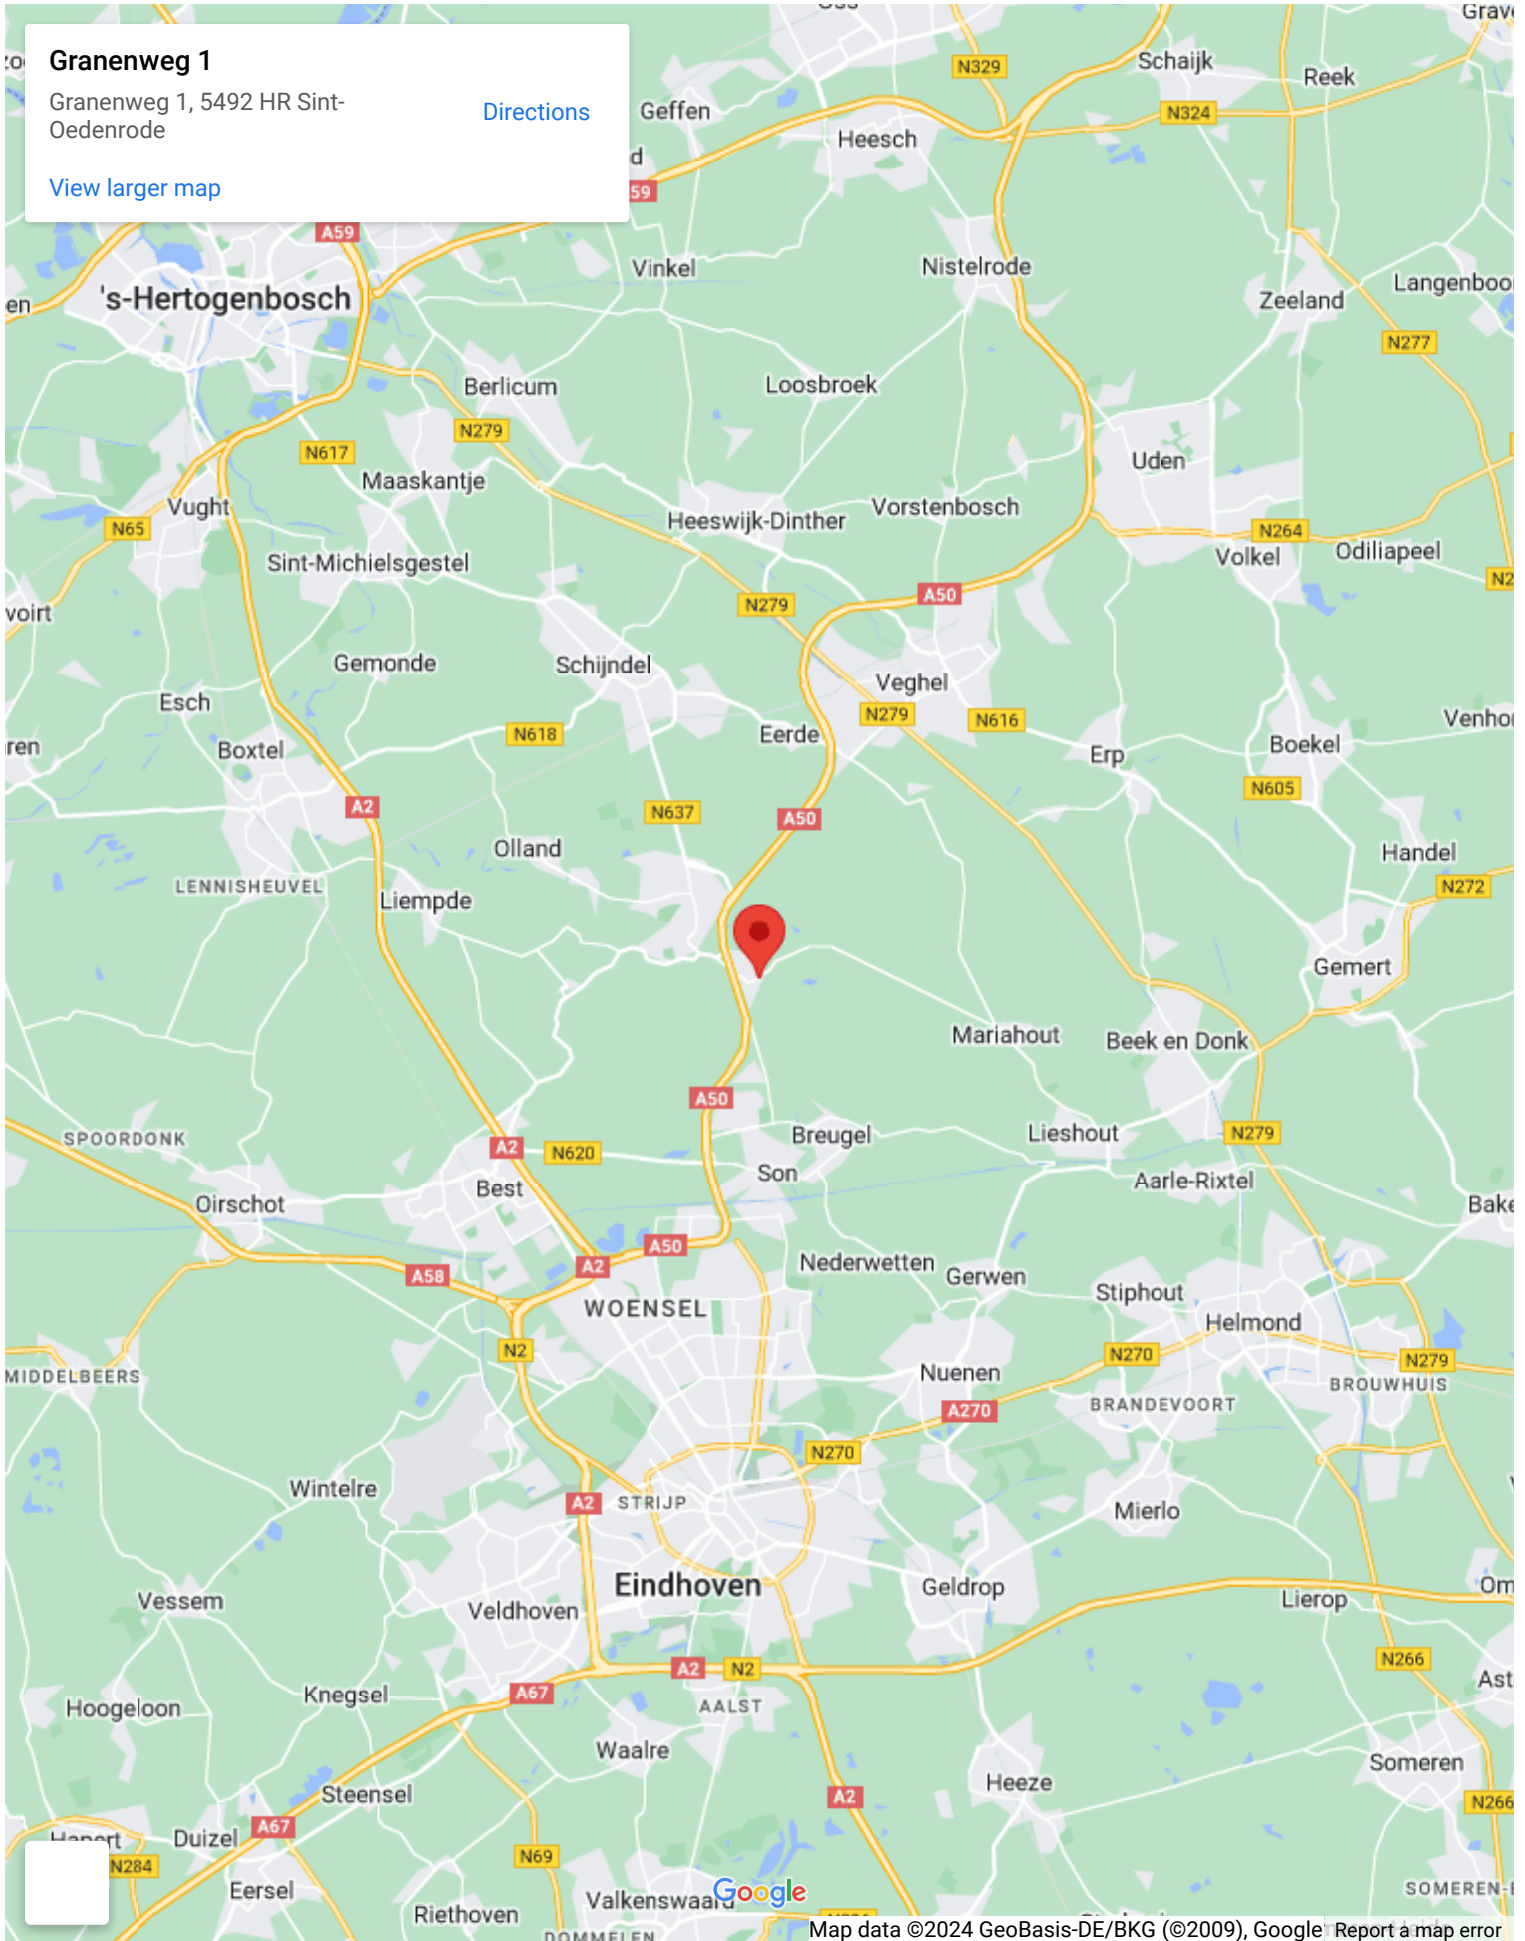 Granenweg 1
Granenweg 1, 5492 HR Sint-
Oedenrode
Directions
View larger map
N329
Schaijk
Reek
Geffen
N324
Heesch
59
A59
Vinkel
Nistelrode
's-Hertogenbosch
Zeeland
N277
Berlicum
Loosbroek
N279
N617
Maaskantje
Uden
Vught
N65
Heeswijk-Dinther
Vorstenbosch
N264
Volkel
Odiliapeel
Sint-Michielsgestel
A50
N279
voirt
Gemonde
Schijndel
Veghel
Esch
N279
N616
N618
Eerde
Boxtel
Erp
Boekel
N605
A2
N637
A50
Olland
Handel
LENNISHEUVEL
Liempde
N272
Gemert
Mariahout
Beek en Donk
A50
SPOORDONK
A2
N620
Breugel
Lieshout
N279
Son
Best
Aarle-Rixtel
Oirschot
A50
A2
A58
Nederwetten
Gerwen
Stiphout
WOENSEL
Helmond
N2
N270
N279
MIDDELBEERS
Nuenen
BROUWHUIS
A270
BRANDEVOORT
N270
Wintelre
A2
STRIJP
Mierlo
Eindhoven
Geldrop
Vessem
Veldhoven
Lierop
A2
N2
N266
A67
Knegsel
Hoogeloon
AALST
Waalre
Heeze
Someren
Steensel
A2
N266
A67
Duizel
N284
N69
Eersel
Valkenswaard
Google
Riethoven
Map data ©2024 GeoBasis-DE/BKG (©2009), Google
Report a map error